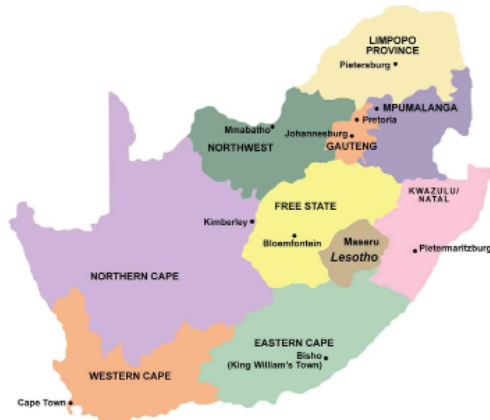 LIMPOPO
PROVINCE
Pietersburg
MPUMALANGA
Pretoria
Mmabatho
Johannesburg
NORTHWEST
GAUTENG
KWAZULU/
NATAL
FREE STATE
Kimberley
Bloemfontein
Maseru
Lesotho
Pietermaritzburg
NORTHERN CAPE
EASTERN CAPE
Bisho
(King William's Town)
WESTERN CAPE
Cape Town